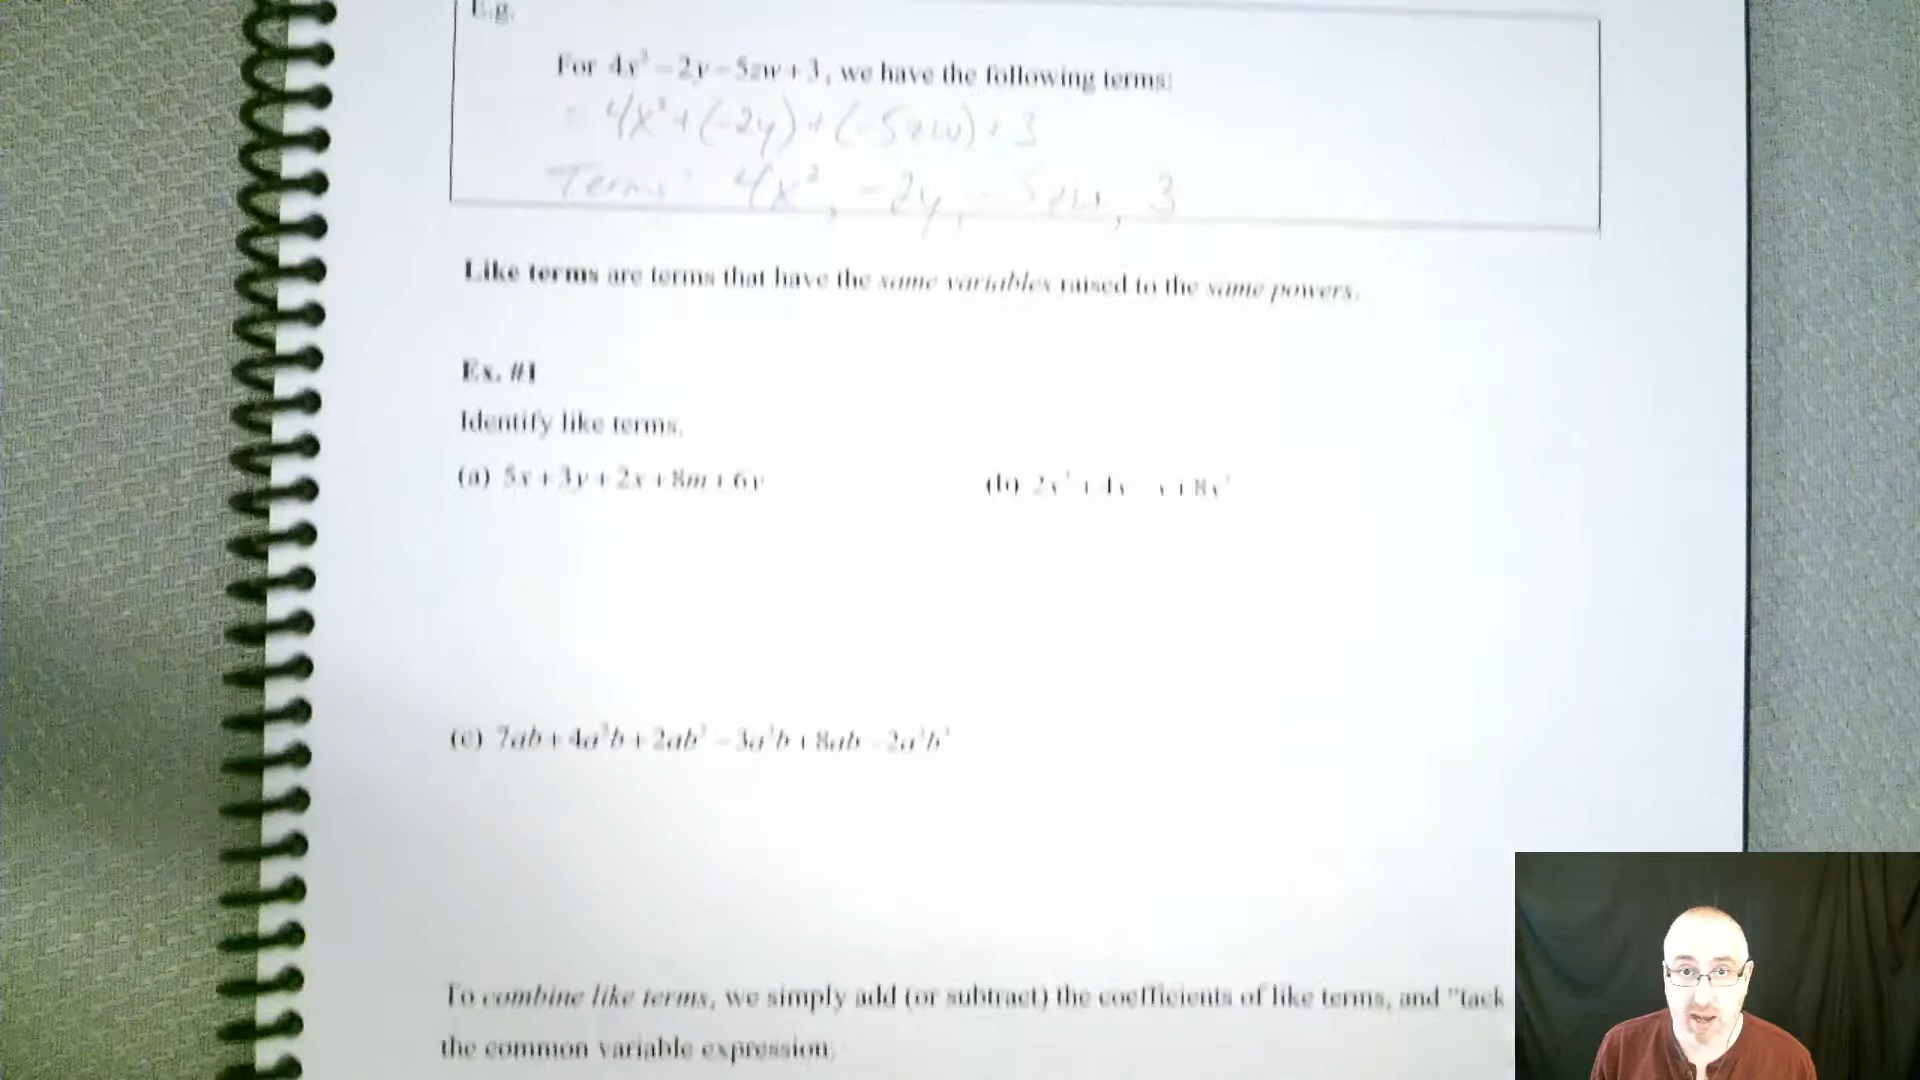 E.g.
For 4x² − 2y − 5zw + 3, we have the following terms:
= 4x² + (-2y) + (-5zw) + 3
Terms: 4x², -2y, -5zw, 3
Like terms are terms that have the same variables raised to the same powers.
Ex. #1
Identify like terms.
(a) 5x + 3y + 2x + 8m + 6y
(b)
(c) 7ab + 4a²b + 2ab² − 3a²b + 8ab − 2a²b²
To combine like terms, we simply add (or subtract) the coefficients of like terms, and "tack
the common variable expression.